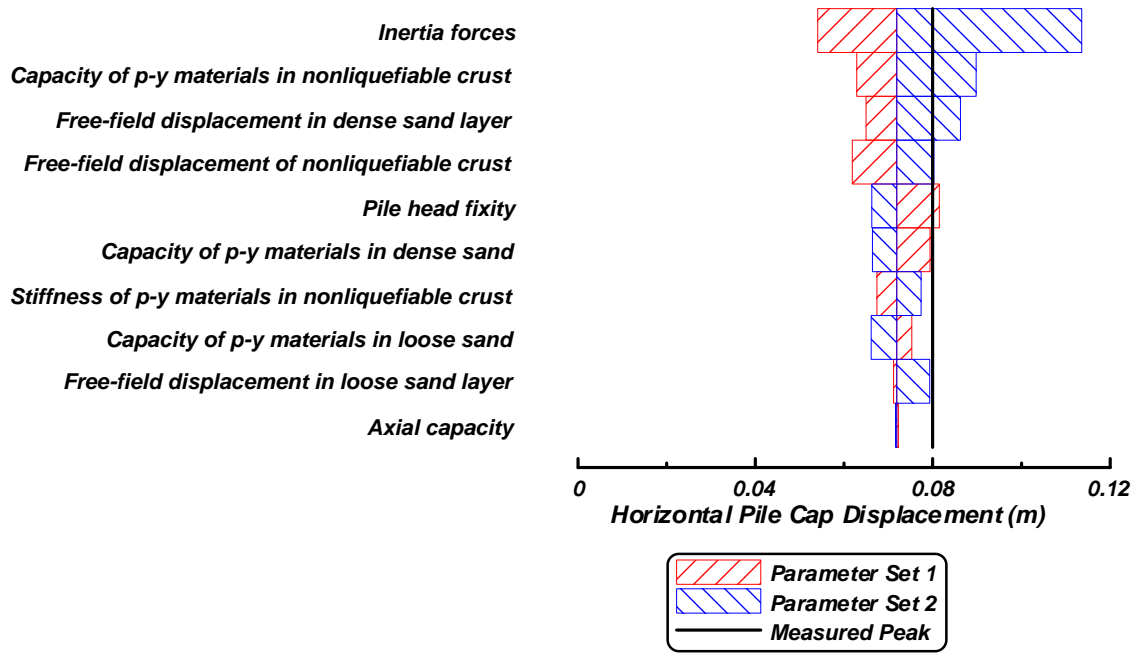 Inertia forces
Capacity of p-y materials in nonliquefiable crust
Free-field displacement in dense sand layer
Free-field displacement of nonliquefiable crust
Pile head fixity
Capacity of p-y materials in dense sand
Stiffness of p-y materials in nonliquefiable crust
Capacity of p-y materials in loose sand
Free-field displacement in loose sand layer
Axial capacity
0 0.04 0.08 0.12
Horizontal Pile Cap Displacement (m)
Parameter Set 1
Parameter Set 2
Measured Peak